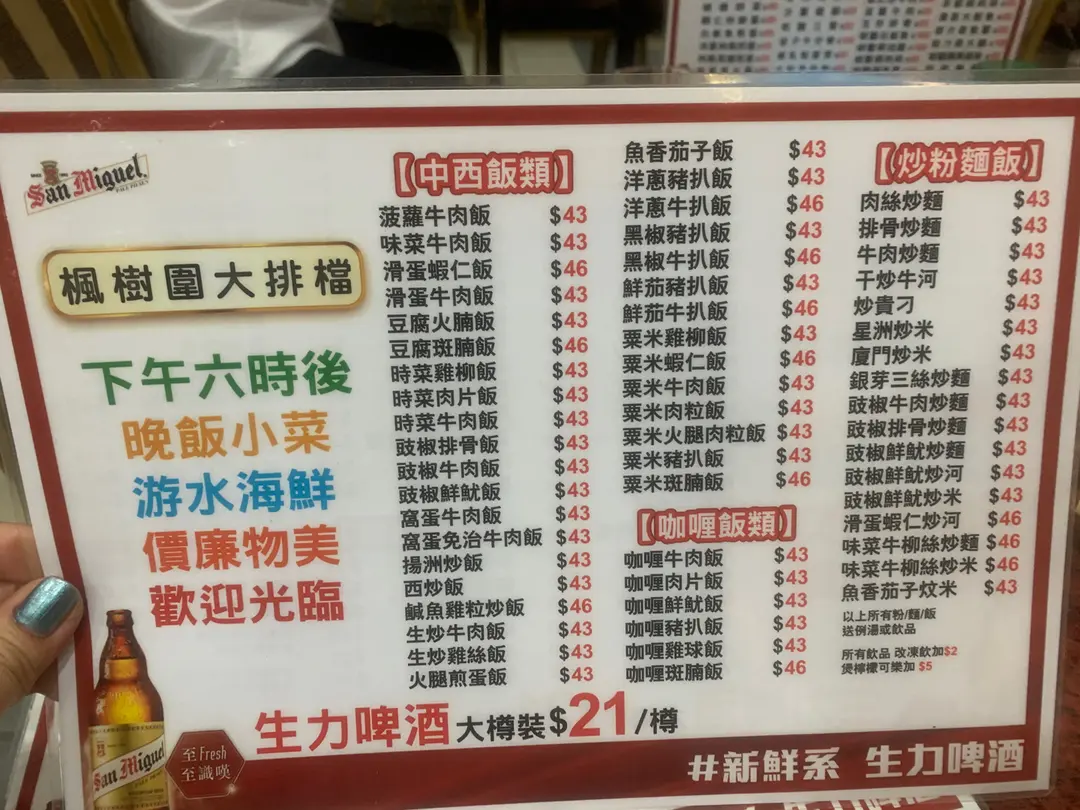 San Miguel
PALE PILSEN
楓樹圍大排檔
下午六時後
晚飯小菜
游水海鮮
價廉物美
歡迎光臨
【中西飯類】
菠蘿牛肉飯 $43
味菜牛肉飯 $43
滑蛋蝦仁飯 $46
滑蛋牛肉飯 $43
豆腐火腩飯 $43
豆腐斑腩飯 $46
時菜雞柳飯 $43
時菜肉片飯 $43
時菜牛肉飯 $43
豉椒排骨飯 $43
豉椒牛肉飯 $43
豉椒鮮魷飯 $43
窩蛋牛肉飯 $43
窩蛋免治牛肉飯 $43
揚洲炒飯 $43
西炒飯 $43
鹹魚雞粒炒飯 $46
生炒牛肉飯 $43
生炒雞絲飯 $43
火腿煎蛋飯 $43
魚香茄子飯 $43
洋蔥豬扒飯 $43
洋蔥牛扒飯 $46
黑椒豬扒飯 $43
黑椒牛扒飯 $46
鮮茄豬扒飯 $43
鮮茄牛扒飯 $46
粟米雞柳飯 $43
粟米蝦仁飯 $46
粟米牛肉飯 $43
粟米肉粒飯 $43
粟米火腿肉粒飯 $43
粟米豬扒飯 $43
粟米斑腩飯 $46
【咖喱飯類】
咖喱牛肉飯 $43
咖喱肉片飯 $43
咖喱鮮魷飯 $43
咖喱豬扒飯 $43
咖喱雞球飯 $43
咖喱斑腩飯 $46
【炒粉麵飯】
肉絲炒麵 $43
排骨炒麵 $43
牛肉炒麵 $43
干炒牛河 $43
炒貴刁 $43
星洲炒米 $43
廈門炒米 $43
銀芽三絲炒麵 $43
豉椒牛肉炒麵 $43
豉椒排骨炒麵 $43
豉椒鮮魷炒麵 $43
豉椒鮮魷炒河 $43
豉椒鮮魷炒米 $43
滑蛋蝦仁炒河 $46
味菜牛柳絲炒麵 $46
味菜牛柳絲炒米 $46
魚香茄子炆米 $43
以上所有粉/麵/飯
送例湯或飲品
所有飲品 改凍飲加$2
煲檸檬可樂加 $5
生力啤酒 大樽裝$21/樽
San Miguel
至Fresh
至識嘆
#新鮮系 生力啤酒